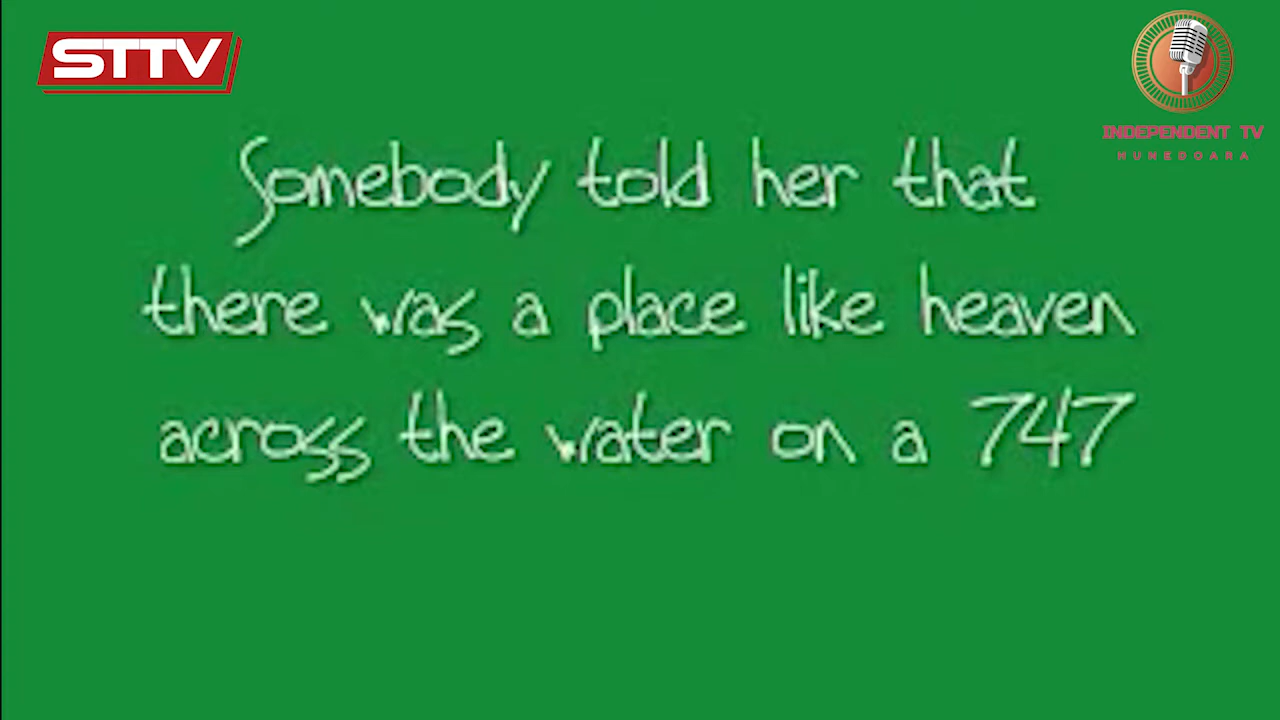 STTV
INDEPENDENT TV
HUNEDOARA
Somebody told her that
there was a place like heaven
across the water on a 747